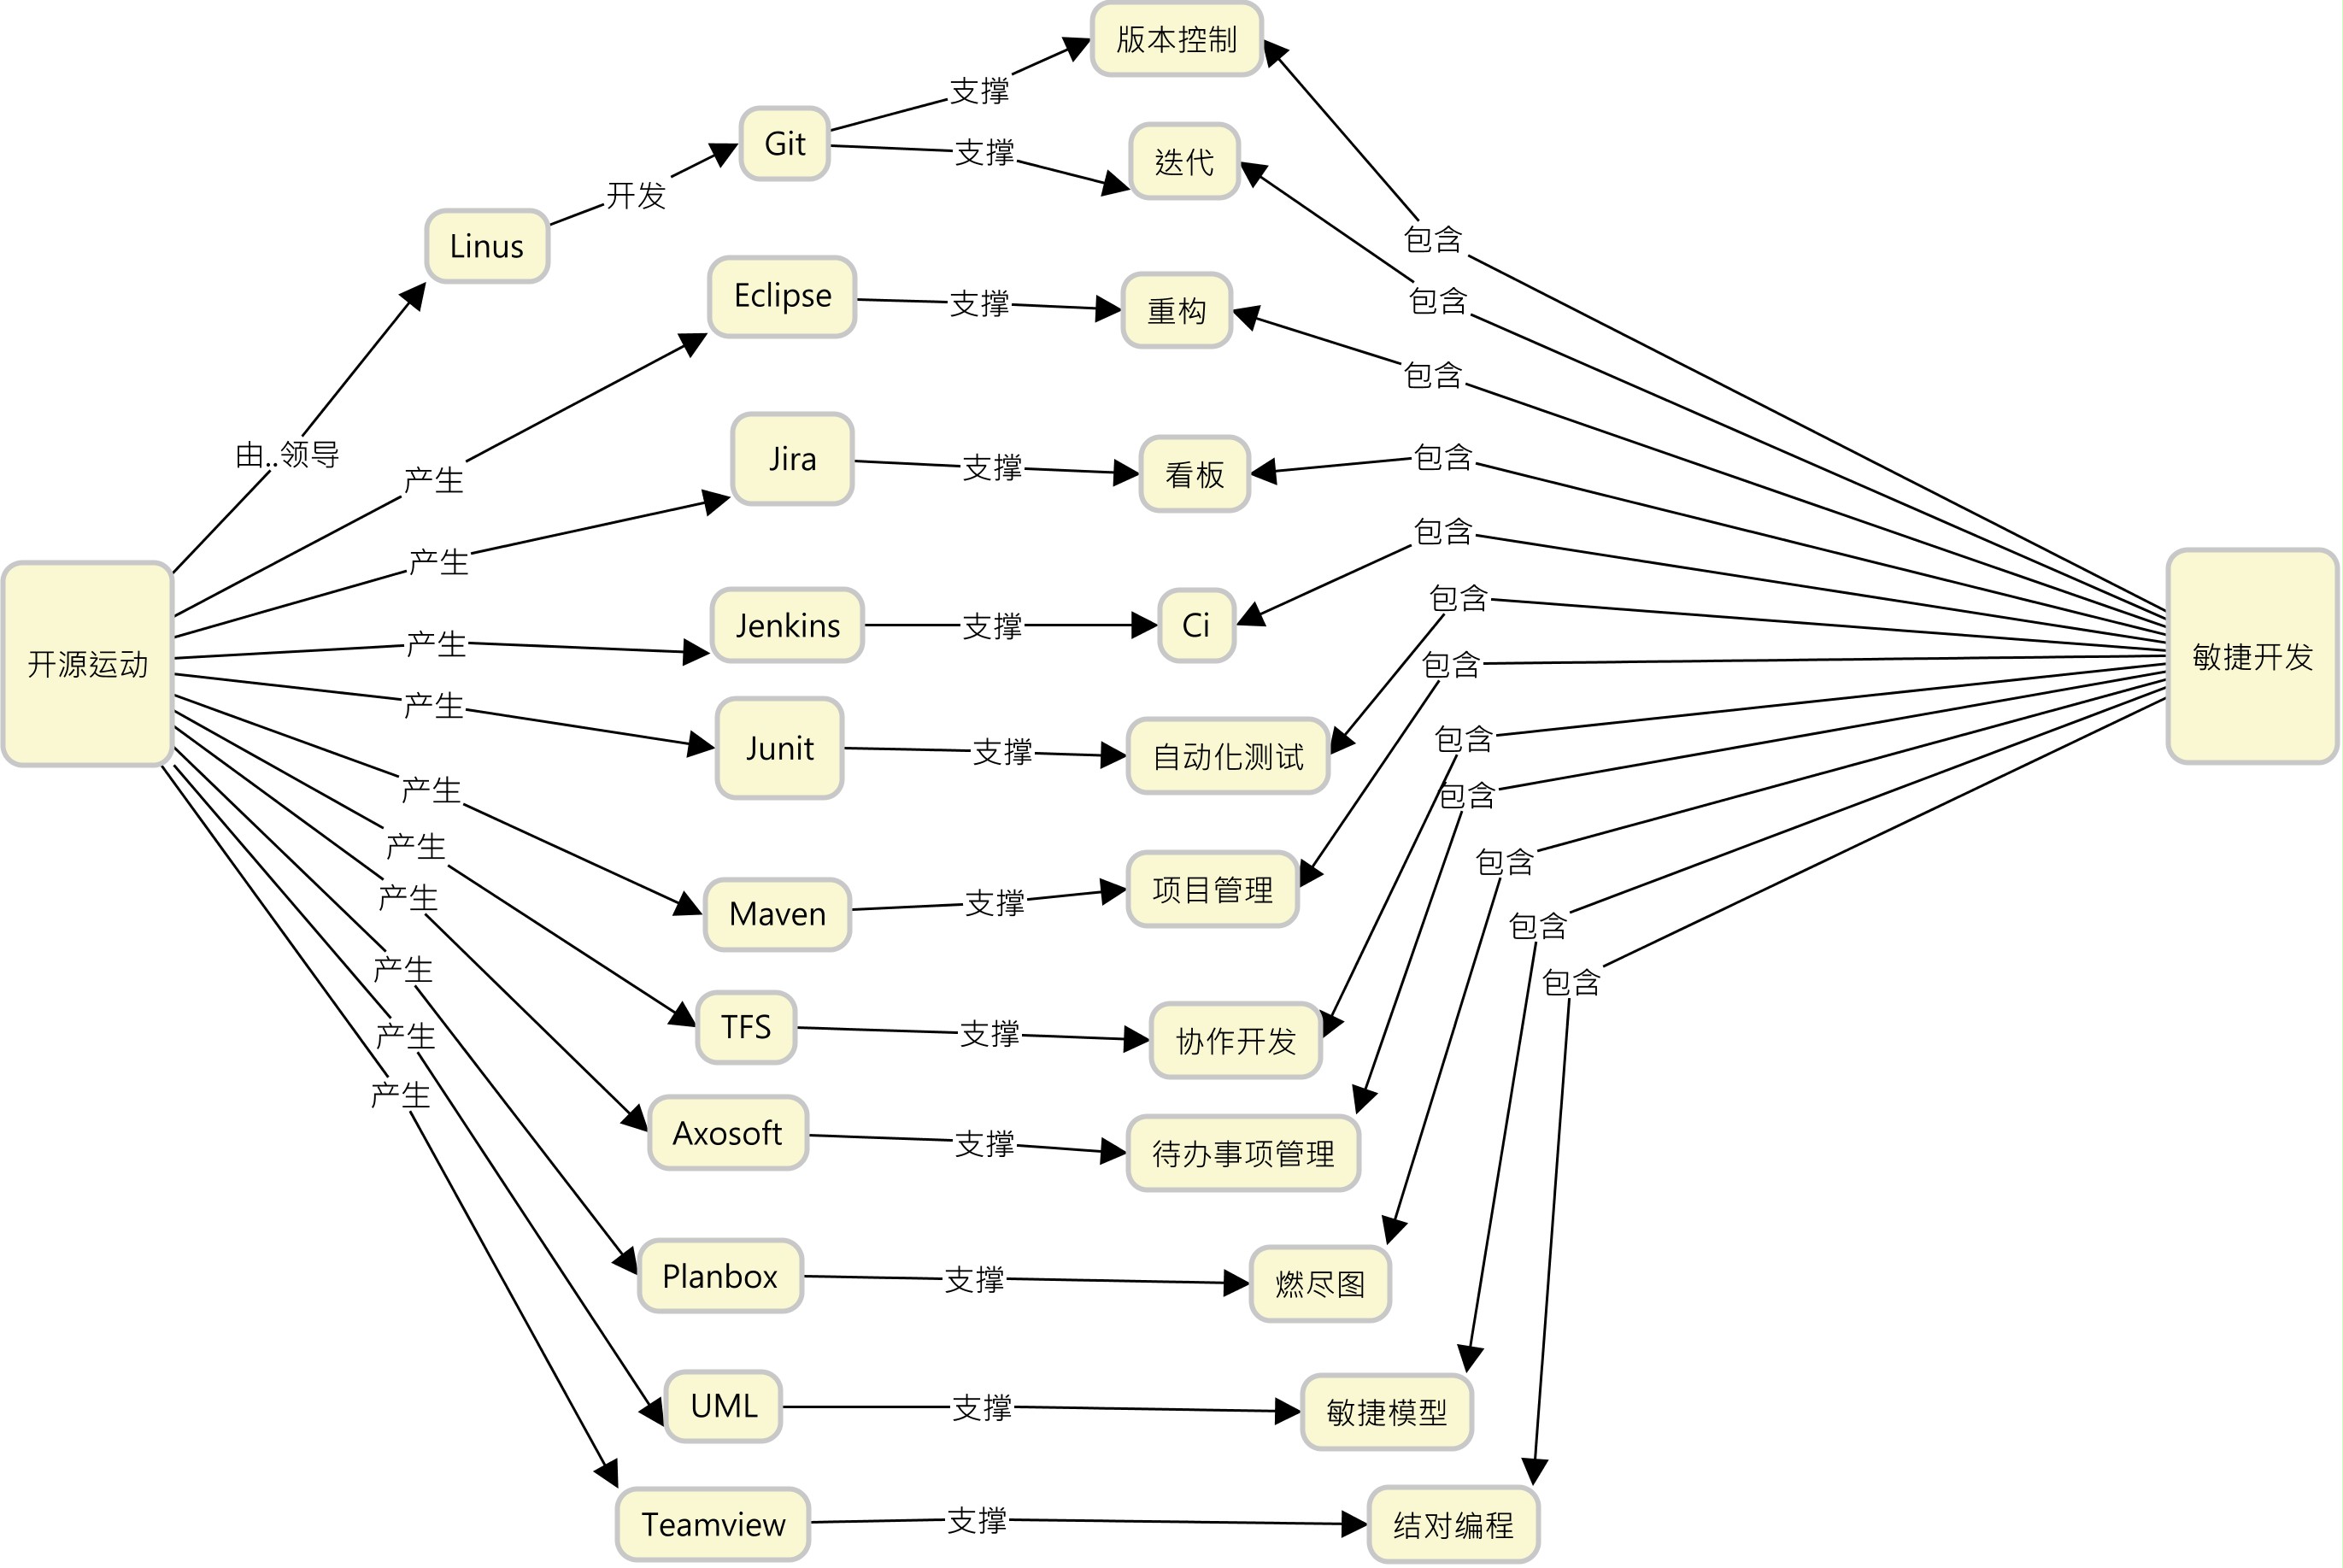 版本控制
支撑
Git
支撑
迭代
开发
Linus
包含
Eclipse
支撑
重构
包含
包含
由..领导
产生
Jira
支撑
看板
包含
产生
包含
开源运动
产生
Jenkins
支撑
Ci
包含
敏捷开发
包含
产生
Junit
支撑
自动化测试
包含
包含
产生
产生
包含
产生
Maven
支撑
项目管理
包含
产生
包含
产生
TFS
支撑
协作开发
产生
Axosoft
支撑
待办事项管理
Planbox
支撑
燃尽图
UML
支撑
敏捷模型
Teamview
支撑
结对编程